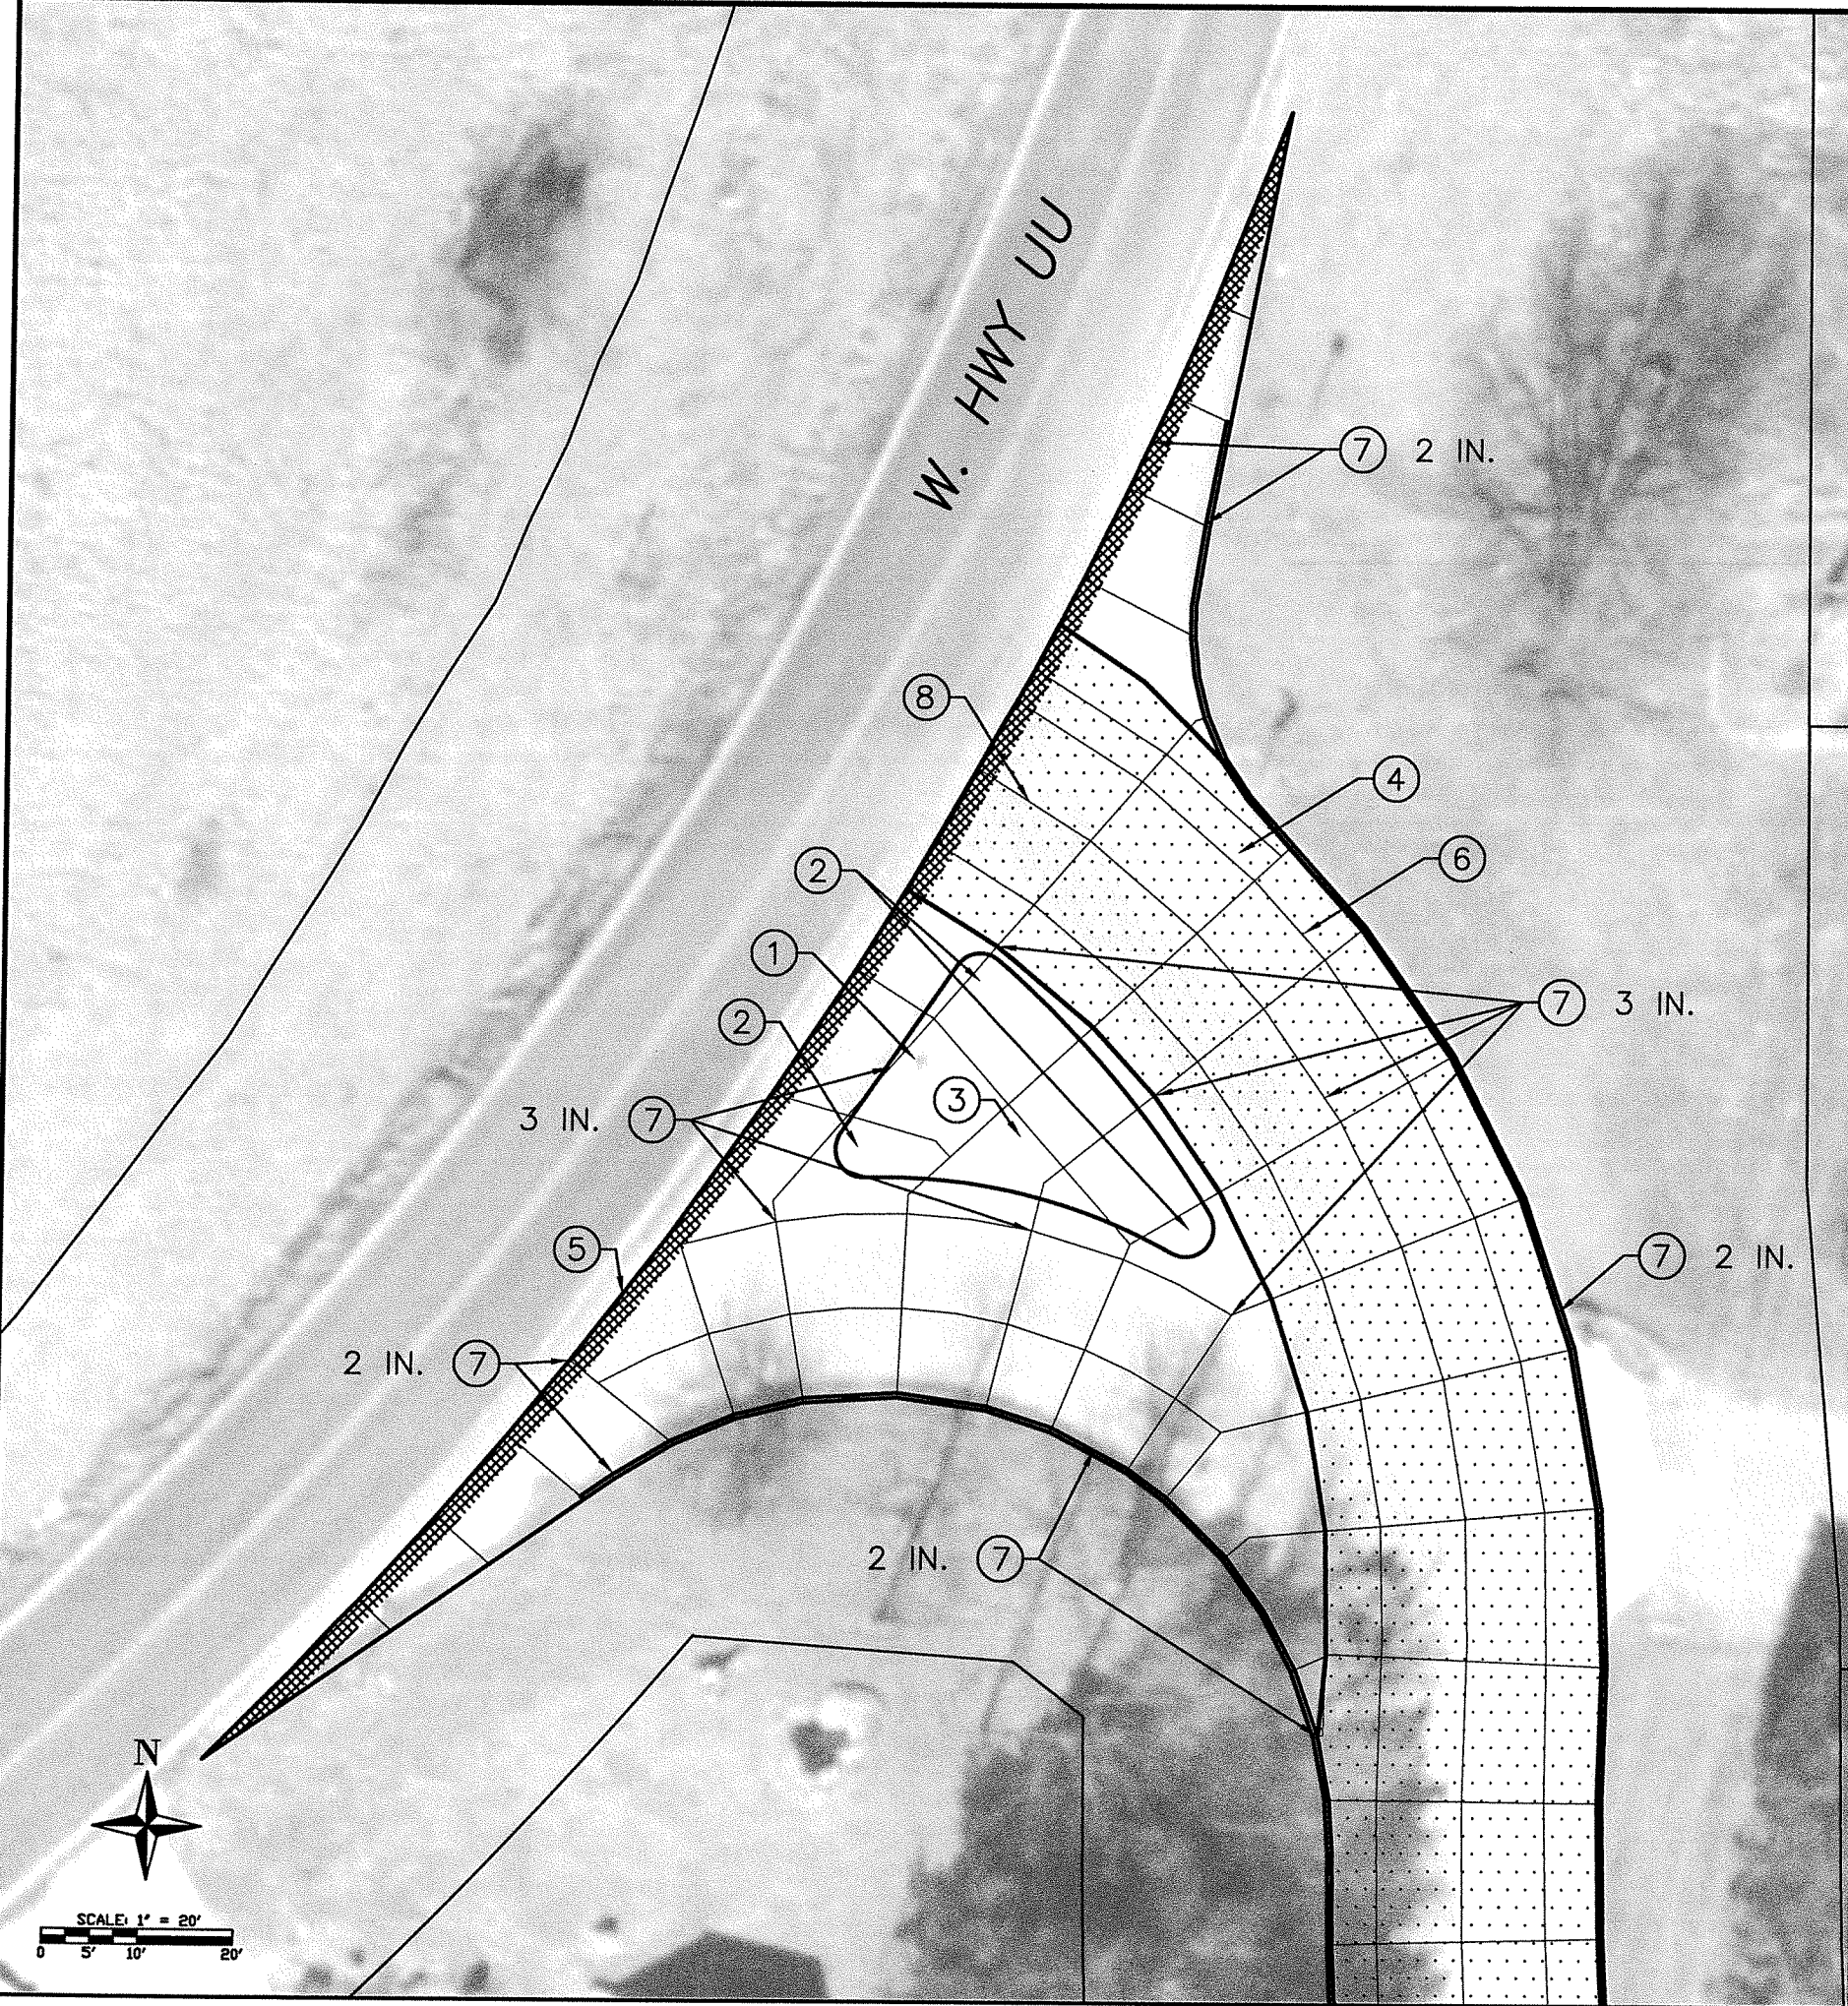 W. HWY UU
7 2 IN.
8
4
6
2
1
7 3 IN.
2
3
3 IN. 7
5
7 2 IN.
2 IN. 7
2 IN. 7
N
SCALE: 1" = 20'
0 5' 10' 20'